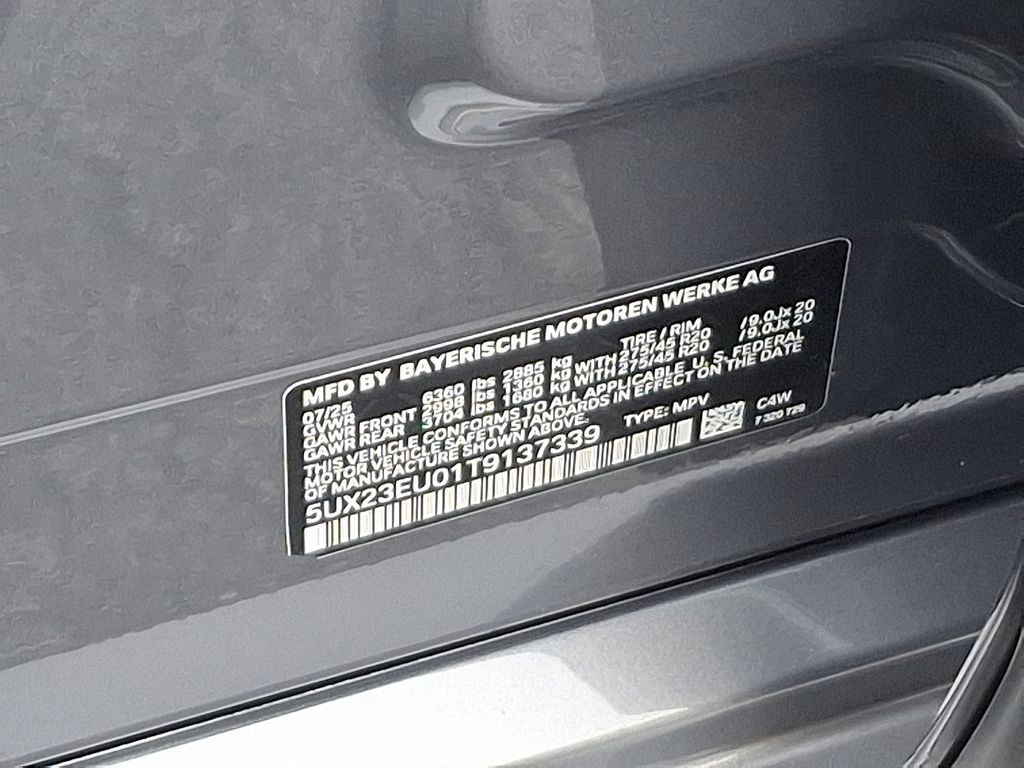 MFD BY BAYERISCHE MOTOREN WERKE AG
07/25 TIRE / RIM
GVWR 6360 lbs 2885 kg
GAWR FRONT 2998 lbs 1360 kg WITH 275/45 R20 /9.0Jx20
GAWR REAR 3704 lbs 1680 kg WITH 275/45 R20 /9.0Jx20
THIS VEHICLE CONFORMS TO ALL APPLICABLE U.S. FEDERAL
MOTOR VEHICLE SAFETY STANDARDS IN EFFECT ON THE DATE
OF MANUFACTURE SHOWN ABOVE.
TYPE: MPV
C4W
5UX23EU01T9137339